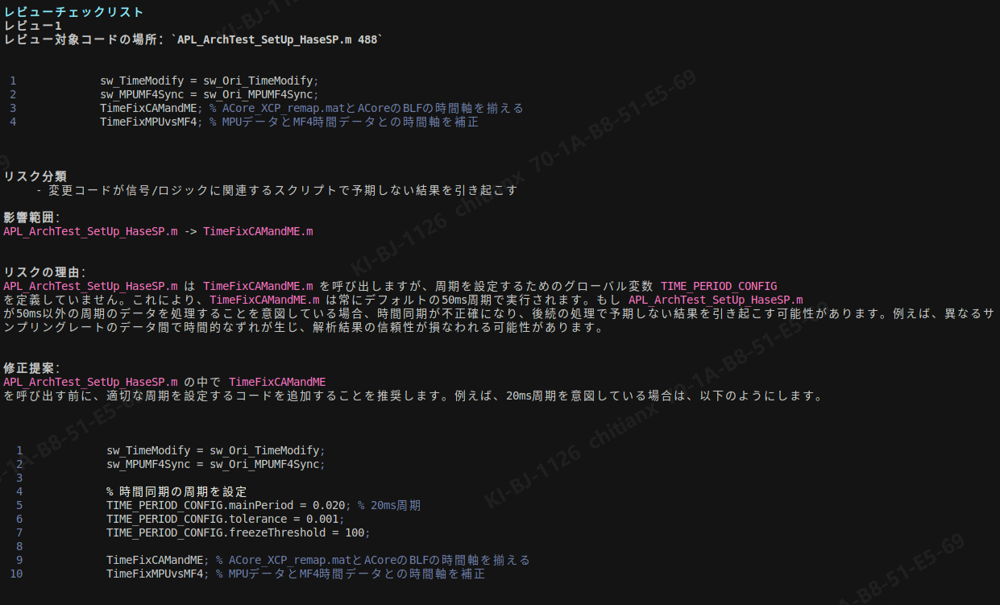 レビューチェックリスト
レビュー1
レビュー対象コードの場所: `APL_ArchTest_SetUp_HaseSP.m 488`
1 sw_TimeModify = sw_Ori_TimeModify;
2 sw_MPUMF4Sync = sw_Ori_MPUMF4Sync;
3 TimeFixCAMandME; % ACore_XCP_remap.matとACoreのBLFの時間軸を揃える
4 TimeFixMPUvsMF4; % MPUデータとMF4時間データとの時間軸を補正
リスク分類
- 変更コードが信号/ロジックに関連するスクリプトで予期しない結果を引き起こす
影響範囲:
APL_ArchTest_SetUp_HaseSP.m -> TimeFixCAMandME.m
リスクの理由:
APL_ArchTest_SetUp_HaseSP.m は TimeFixCAMandME.m を呼び出しますが、周期を設定するためのグローバル変数 TIME_PERIOD_CONFIG
を定義していません。これにより、TimeFixCAMandME.m は常にデフォルトの50ms周期で実行されます。もし APL_ArchTest_SetUp_HaseSP.m
が50ms以外の周期のデータを処理することを意図している場合、時間同期が不正確になり、後続の処理で予期しない結果を引き起こす可能性があります。例えば、異なるサ
ンプリングレートのデータ間で時間的なずれが生じ、解析結果の信頼性が損なわれる可能性があります。
修正提案:
APL_ArchTest_SetUp_HaseSP.m の中で TimeFixCAMandME
を呼び出す前に、適切な周期を設定するコードを追加することを推奨します。例えば、20ms周期を意図している場合は、以下のようにします。
1 sw_TimeModify = sw_Ori_TimeModify;
2 sw_MPUMF4Sync = sw_Ori_MPUMF4Sync;
3
4 % 時間同期の周期を設定
5 TIME_PERIOD_CONFIG.mainPeriod = 0.020; % 20ms周期
6 TIME_PERIOD_CONFIG.tolerance = 0.001;
7 TIME_PERIOD_CONFIG.freezeThreshold = 100;
8
9 TimeFixCAMandME; % ACore_XCP_remap.matとACoreのBLFの時間軸を揃える
10 TimeFixMPUvsMF4; % MPUデータとMF4時間データとの時間軸を補正
KI-BJ-1126 chitianx 70-1A-B8-51-E5-69
KI-BJ-1126 chitianx 70-1A-B8-51-E5-69